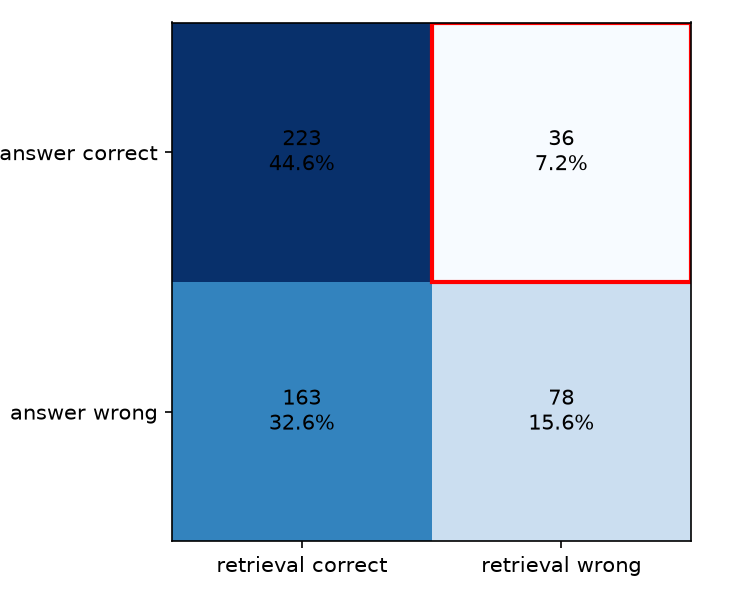 answer correct
223
44.6%
36
7.2%
answer wrong
163
32.6%
78
15.6%
retrieval correct
retrieval wrong